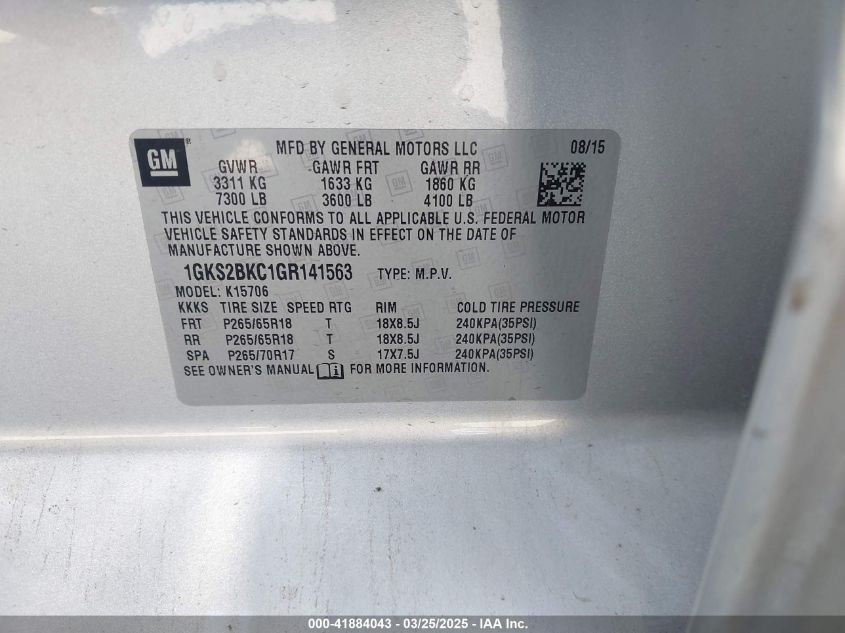 GM ®
MFD BY GENERAL MOTORS LLC 08/15
GVWR GAWR FRT GAWR RR
3311 KG 1633 KG 1860 KG
7300 LB 3600 LB 4100 LB
THIS VEHICLE CONFORMS TO ALL APPLICABLE U.S. FEDERAL MOTOR
VEHICLE SAFETY STANDARDS IN EFFECT ON THE DATE OF
MANUFACTURE SHOWN ABOVE.
1GKS2BKC1GR141563 TYPE: M.P.V.
MODEL: K15706
KKKS TIRE SIZE SPEED RTG RIM COLD TIRE PRESSURE
FRT P265/65R18 T 18X8.5J 240KPA(35PSI)
RR P265/65R18 T 18X8.5J 240KPA(35PSI)
SPA P265/70R17 S 17X7.5J 240KPA(35PSI)
SEE OWNER'S MANUAL FOR MORE INFORMATION.
000-41884043 - 03/25/2025 - IAA Inc.